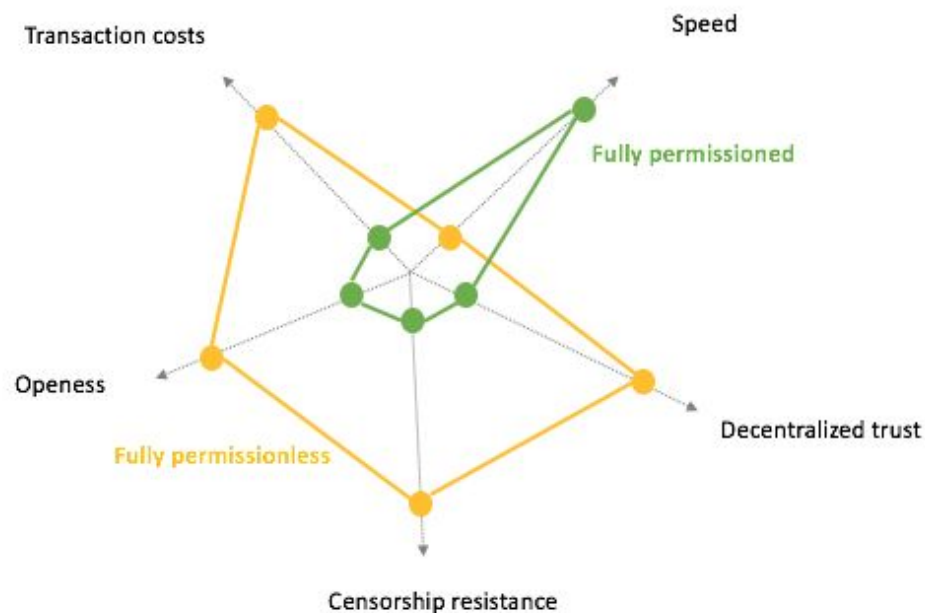 Speed
Transaction costs
Fully permissioned
Openess
Decentralized trust
Fully permissionless
Censorship resistance